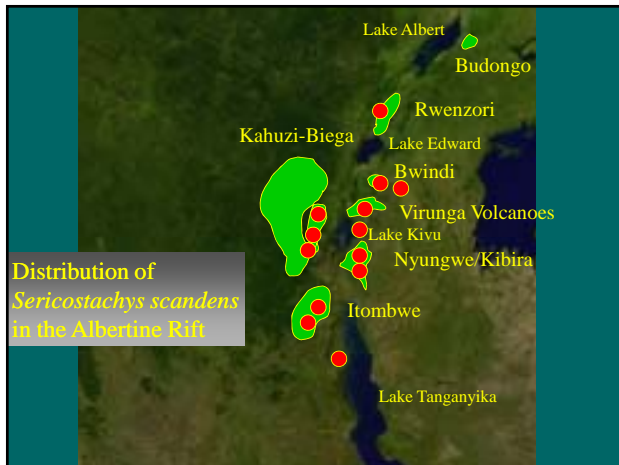 Lake Albert
Budongo
Rwenzori
Kahuzi-Biega
Lake Edward
Bwindi
Virunga Volcanoes
Lake Kivu
Nyungwe/Kibira
Distribution of
Sericostachys scandens
in the Albertine Rift
Itombwe
Lake Tanganyika